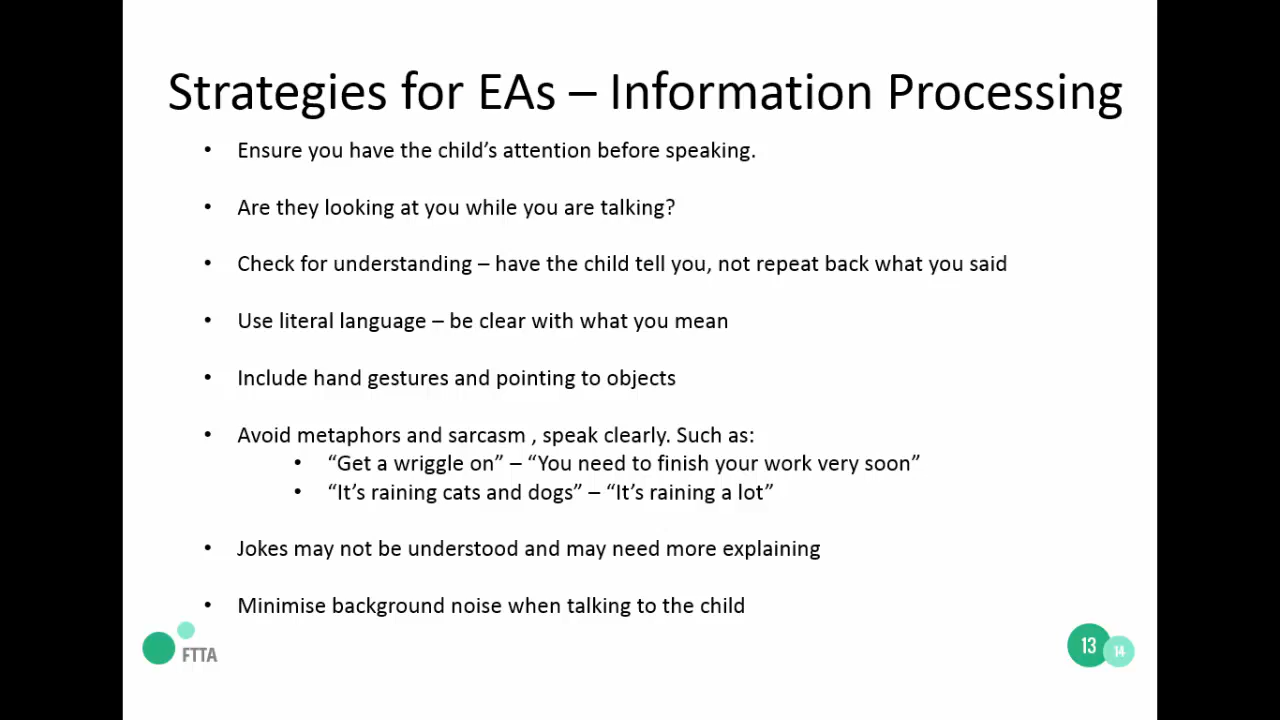 Strategies for EAs – Information Processing
• Ensure you have the child’s attention before speaking.
• Are they looking at you while you are talking?
• Check for understanding – have the child tell you, not repeat back what you said
• Use literal language – be clear with what you mean
• Include hand gestures and pointing to objects
• Avoid metaphors and sarcasm , speak clearly. Such as:
• “Get a wriggle on” – “You need to finish your work very soon”
• “It’s raining cats and dogs” – “It’s raining a lot”
• Jokes may not be understood and may need more explaining
• Minimise background noise when talking to the child
FTTA
13 14